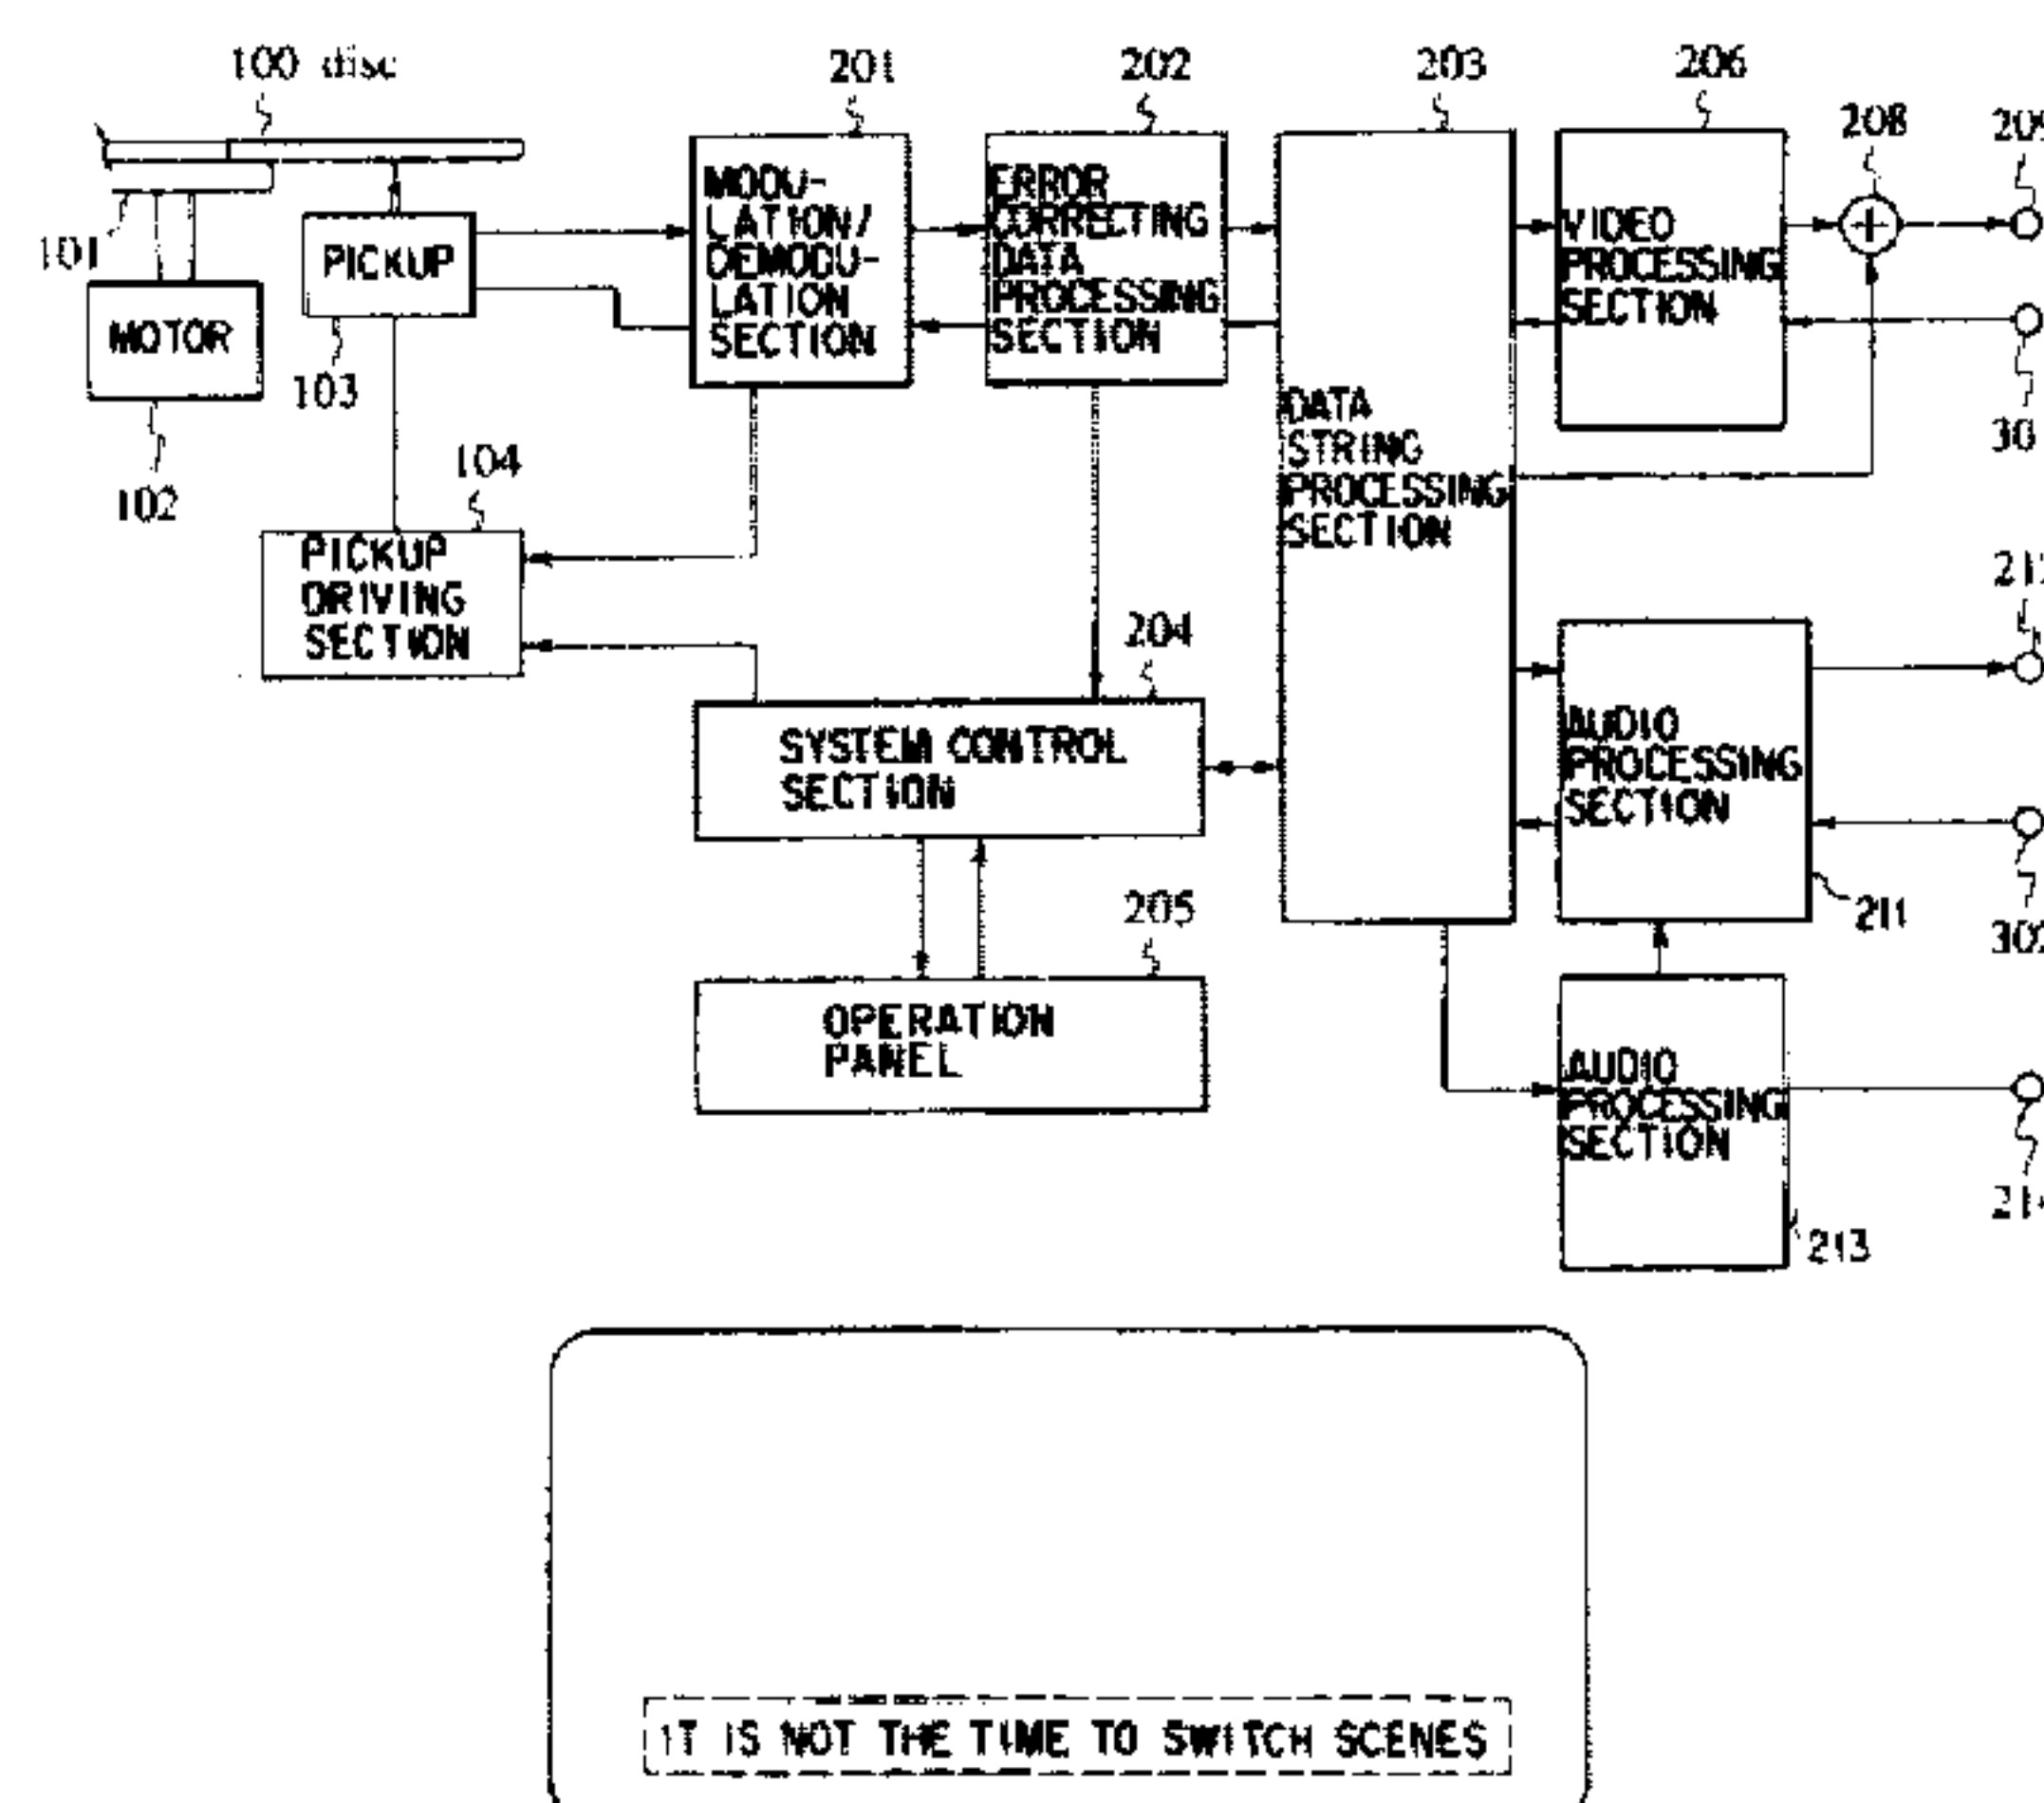 100 disc
201
202
203
206
208
209
MODU-
LATION/
DEMODU-
LATION
SECTION
ERROR
CORRECTING
DATA
PROCESSING
SECTION
VIDEO
PROCESSING
SECTION
101
PICKUP
MOTOR
103
102
104
30
DATA
STRING
PROCESSING
SECTION
PICKUP
DRIVING
SECTION
204
SYSTEM CONTROL
SECTION
AUDIO
PROCESSING
SECTION
211
205
OPERATION
PANEL
AUDIO
PROCESSING
SECTION
213
IT IS NOT THE TIME TO SWITCH SCENES